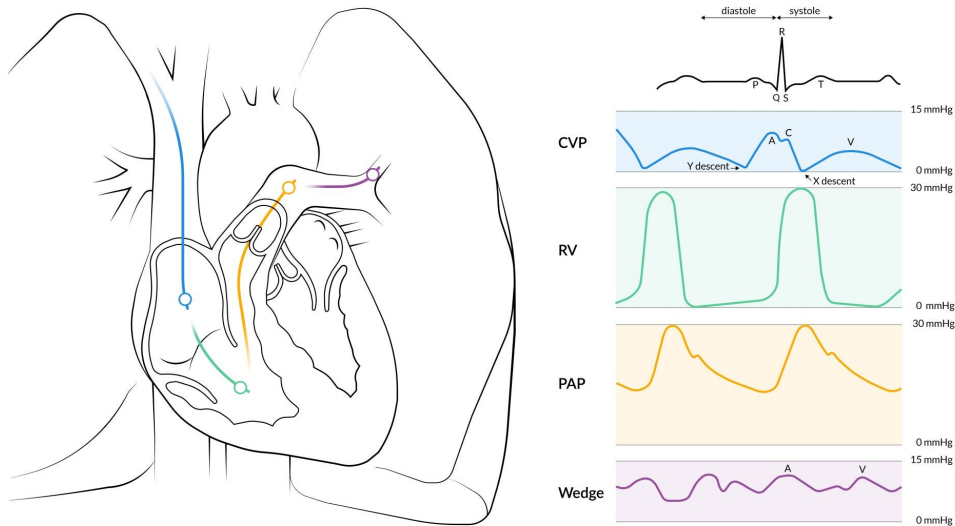 diastole systole
R
P
T
Q S
15 mmHg
CVP
A
C
V
Y descent
0 mmHg
X descent
30 mmHg
RV
0 mmHg
30 mmHg
PAP
0 mmHg
15 mmHg
A
V
Wedge
0 mmHg